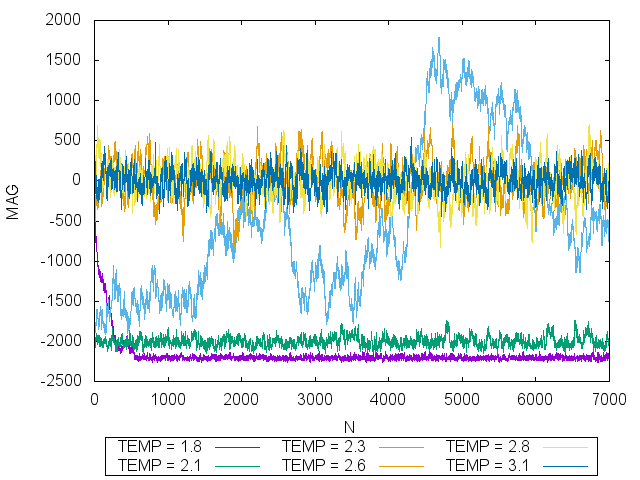 2000
1500
1000
500
0
-500
-1000
-1500
-2000
-2500
MAG
0 1000 2000 3000 4000 5000 6000 7000
N
TEMP = 1.8 TEMP = 2.3 TEMP = 2.8
TEMP = 2.1 TEMP = 2.6 TEMP = 3.1